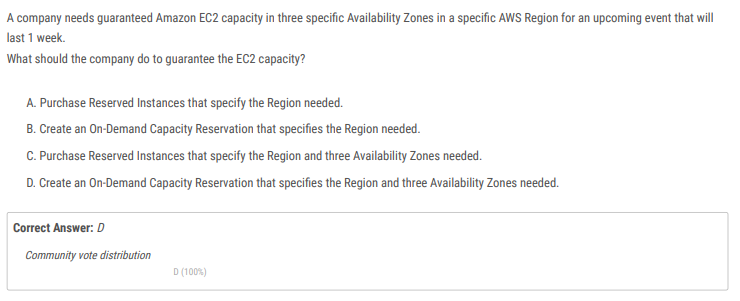 A company needs guaranteed Amazon EC2 capacity in three specific Availability Zones in a specific AWS Region for an upcoming event that will
last 1 week.
What should the company do to guarantee the EC2 capacity?
A. Purchase Reserved Instances that specify the Region needed.
B. Create an On-Demand Capacity Reservation that specifies the Region needed.
C. Purchase Reserved Instances that specify the Region and three Availability Zones needed.
D. Create an On-Demand Capacity Reservation that specifies the Region and three Availability Zones needed.
Correct Answer: D
Community vote distribution
D (100%)